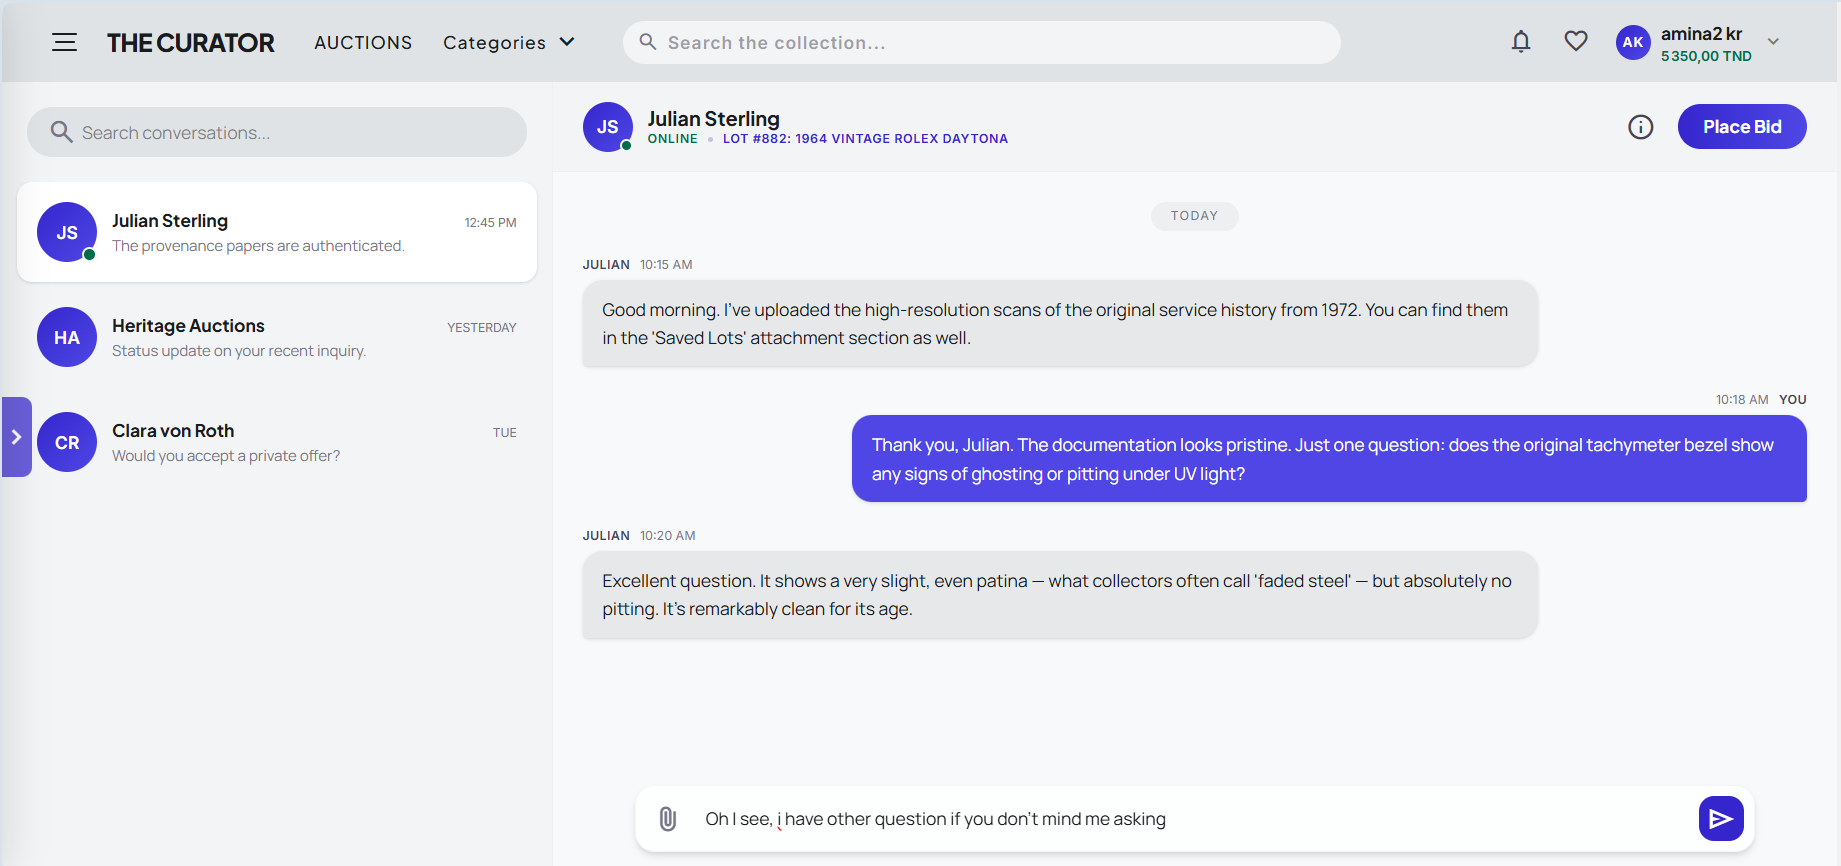 THE CURATOR AUCTIONS Categories Search the collection... AK amina2 kr
5 350,00 TND
Search conversations...
JS Julian Sterling 12:45 PM
The provenance papers are authenticated.
HA Heritage Auctions YESTERDAY
Status update on your recent inquiry.
CR Clara von Roth TUE
Would you accept a private offer?
JS Julian Sterling
ONLINE LOT #882: 1964 VINTAGE ROLEX DAYTONA
Place Bid
TODAY
JULIAN 10:15 AM
Good morning. I've uploaded the high-resolution scans of the original service history from 1972. You can find them
in the 'Saved Lots' attachment section as well.
10:18 AM YOU
Thank you, Julian. The documentation looks pristine. Just one question: does the original tachymeter bezel show
any signs of ghosting or pitting under UV light?
JULIAN 10:20 AM
Excellent question. It shows a very slight, even patina — what collectors often call 'faded steel' — but absolutely no
pitting. It's remarkably clean for its age.
Oh I see, i have other question if you don't mind me asking